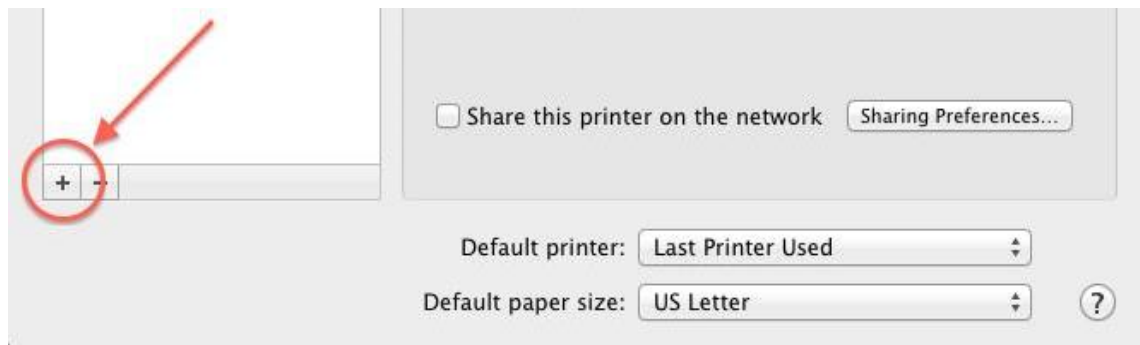 Share this printer on the network Sharing Preferences...
+ -
Default printer: Last Printer Used
Default paper size: US Letter ?